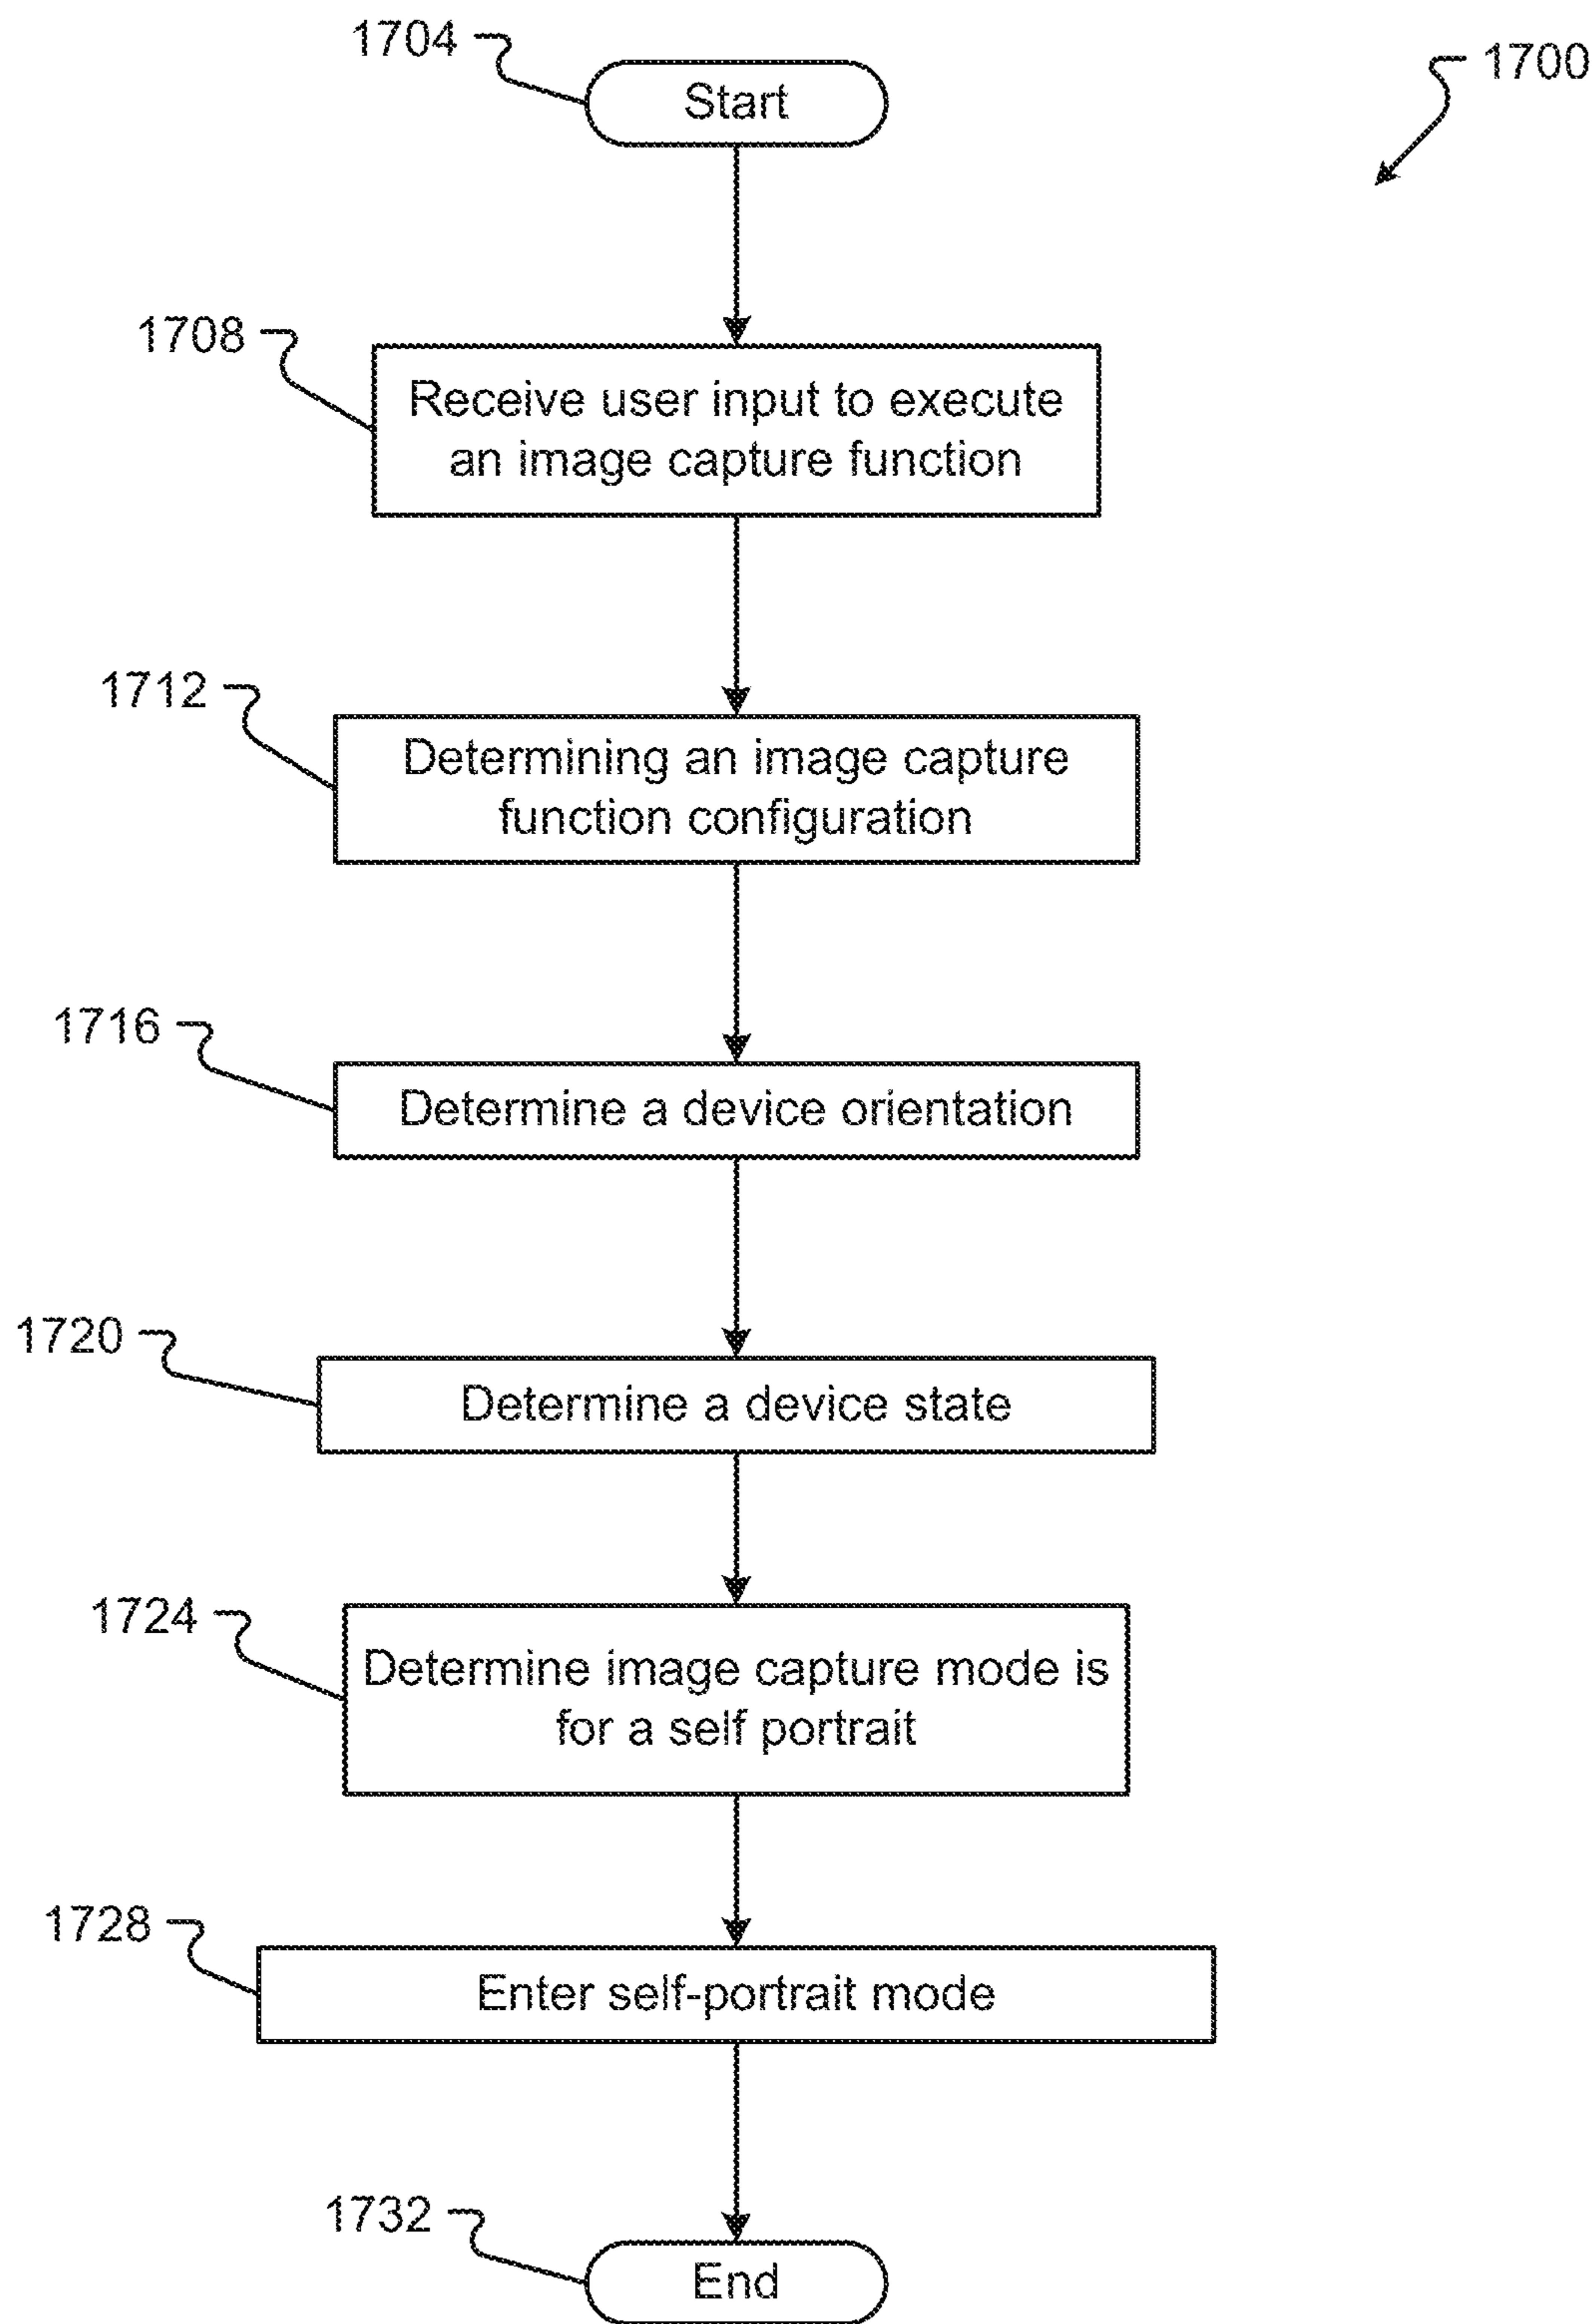 1704
Start
1700
1708
Receive user input to execute
an image capture function
1712
Determining an image capture
function configuration
1716
Determine a device orientation
1720
Determine a device state
1724
Determine image capture mode is
for a self portrait
1728
Enter self-portrait mode
1732
End